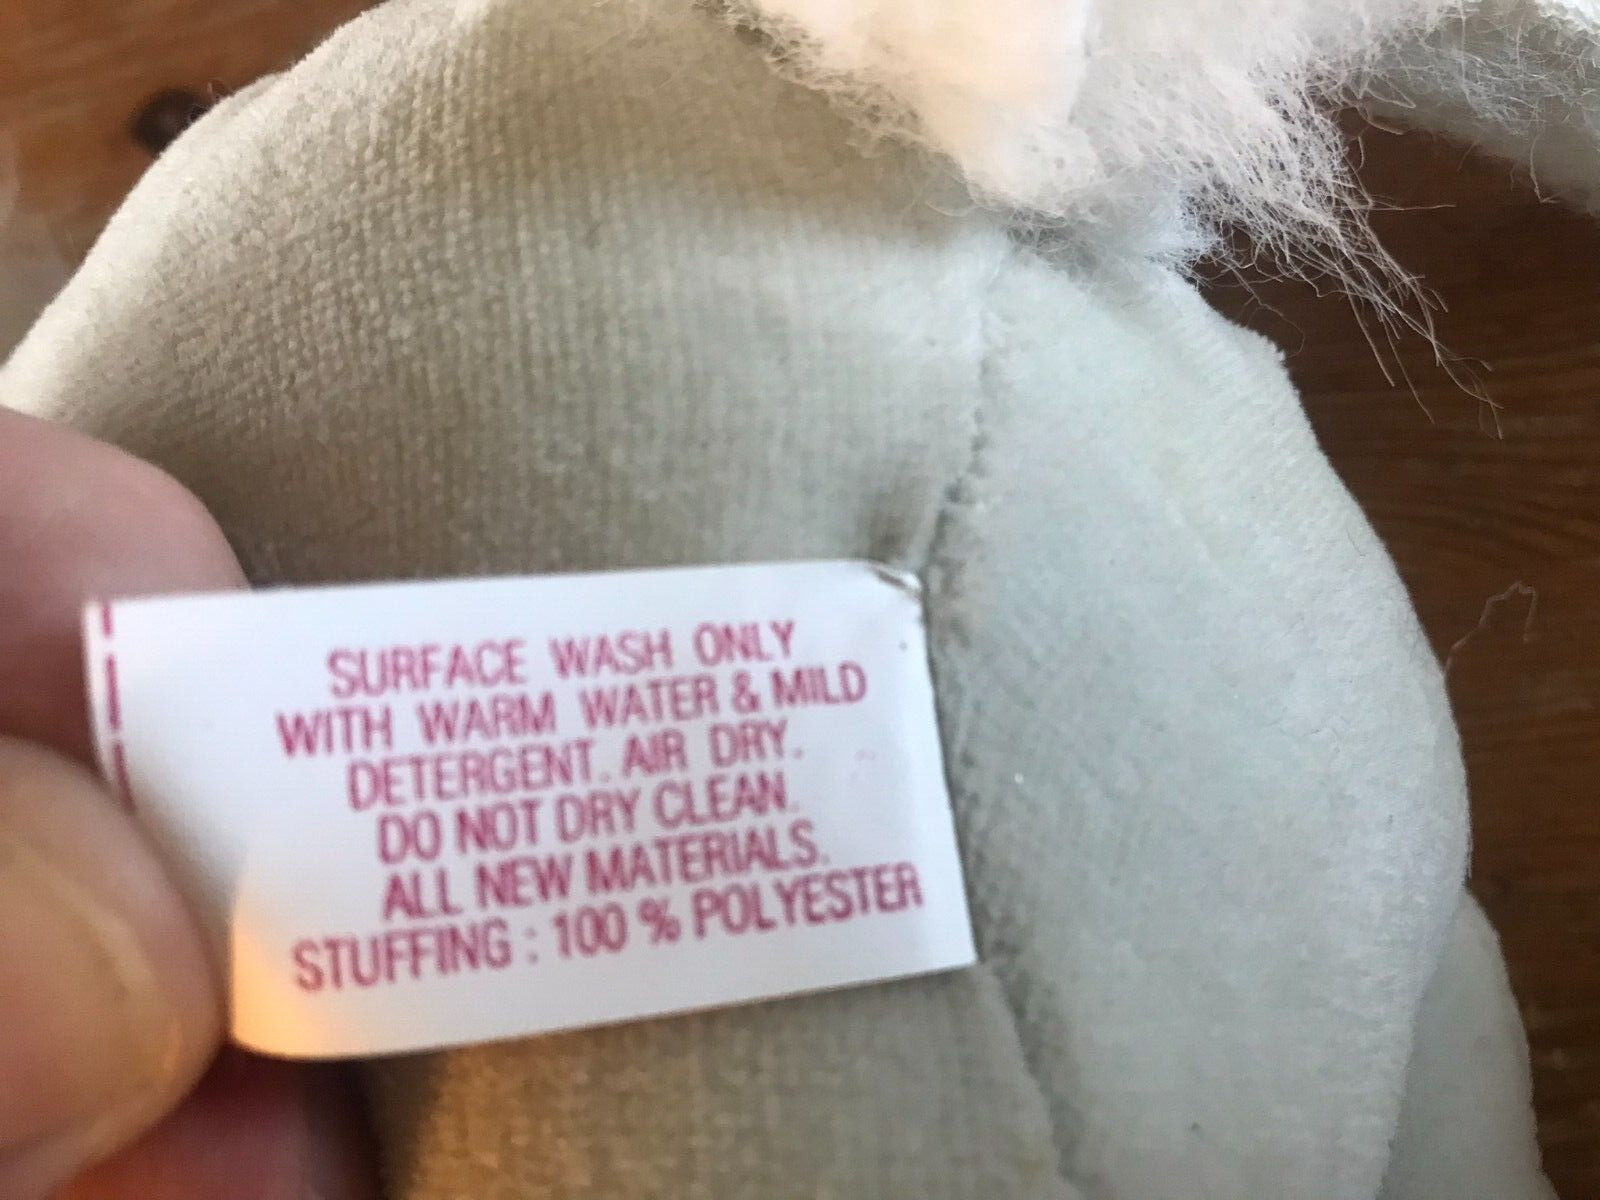 SURFACE WASH ONLY
WITH WARM WATER & MILD
DETERGENT. AIR DRY.
DO NOT DRY CLEAN.
ALL NEW MATERIALS.
STUFFING : 100 % POLYESTER